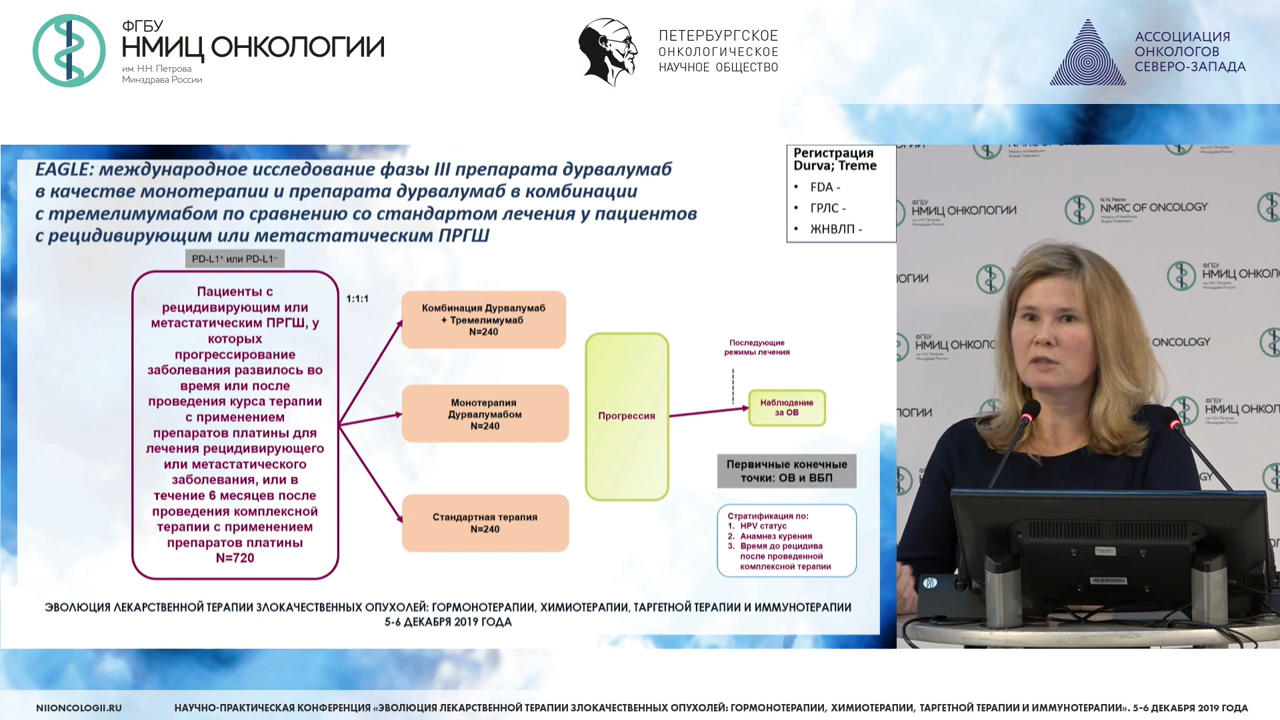 ФГБУ
НМИЦ ОНКОЛОГИИ
им. Н.Н. Петрова
Минздрава России
ПЕТЕРБУРГСКОЕ
ОНКОЛОГИЧЕСКОЕ
НАУЧНОЕ ОБЩЕСТВО
АССОЦИАЦИЯ
ОНКОЛОГОВ
СЕВЕРО-ЗАПАДА
EAGLE: международное исследование фазы III препарата дурвалумаб
в качестве монотерапии и препарата дурвалумаб в комбинации
с тремелимумабом по сравнению со стандартом лечения у пациентов
с рецидивирующим или метастатическим ПРГШ
Регистрация
Durva; Treme
• FDA -
• ГРЛС -
• ЖНВЛП -
PD-L1⁺ или PD-L1⁻
Пациенты с
рецидивирующим или
метастатическим ПРГШ, у
которых
прогрессирование
заболевания развилось во
время или после
проведения курса терапии
с применением
препаратов платины для
лечения рецидивирующего
или метастатического
заболевания, или в
течение 6 месяцев после
проведения комплексной
терапии с применением
препаратов платины
N=720
1:1:1
Комбинация Дурвалумаб
+ Тремелимумаб
N=240
Монотерапия
Дурвалумабом
N=240
Стандартная терапия
N=240
Прогрессия
Последующие
режимы лечения
Наблюдение
за ОВ
Первичные конечные
точки: ОВ и ВБП
Стратификация по:
1. HPV статус
2. Анамнез курения
3. Время до рецидива
после проведенной
комплексной терапии
ЭВОЛЮЦИЯ ЛЕКАРСТВЕННОЙ ТЕРАПИИ ЗЛОКАЧЕСТВЕННЫХ ОПУХОЛЕЙ: ГОРМОНОТЕРАПИИ, ХИМИОТЕРАПИИ, ТАРГЕТНОЙ ТЕРАПИИ И ИММУНОТЕРАПИИ
5-6 ДЕКАБРЯ 2019 ГОДА
НМИЦ ОНКОЛОГИИ
N.N. Petrov
NMRC OF ONCOLOGY
ФГБУ
НМИЦ ОНКОЛ
ФГБУ
НМИЦ ОНКОЛОГИИ
NIIONCOLOGII.RU
НАУЧНО-ПРАКТИЧЕСКАЯ КОНФЕРЕНЦИЯ «ЭВОЛЮЦИЯ ЛЕКАРСТВЕННОЙ ТЕРАПИИ ЗЛОКАЧЕСТВЕННЫХ ОПУХОЛЕЙ: ГОРМОНОТЕРАПИИ, ХИМИОТЕРАПИИ, ТАРГЕТНОЙ ТЕРАПИИ И ИММУНОТЕРАПИИ». 5-6 ДЕКАБРЯ 2019 ГОДА